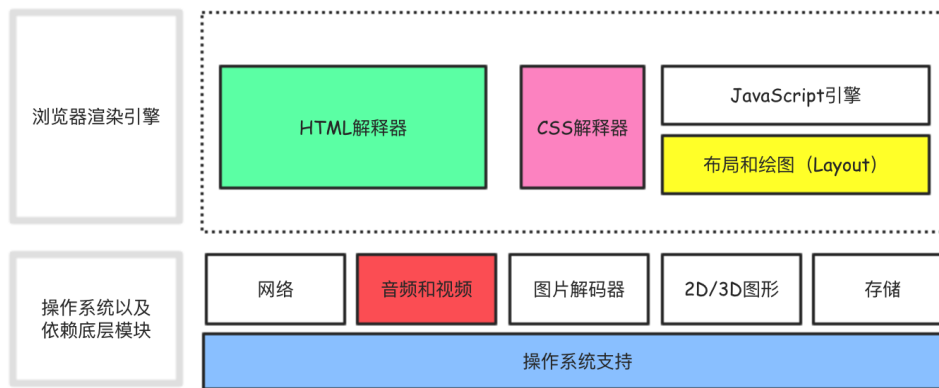 浏览器渲染引擎
HTML解释器
CSS解释器
JavaScript引擎
布局和绘图（Layout）
操作系统以及
依赖底层模块
网络
音频和视频
图片解码器
2D/3D图形
存储
操作系统支持